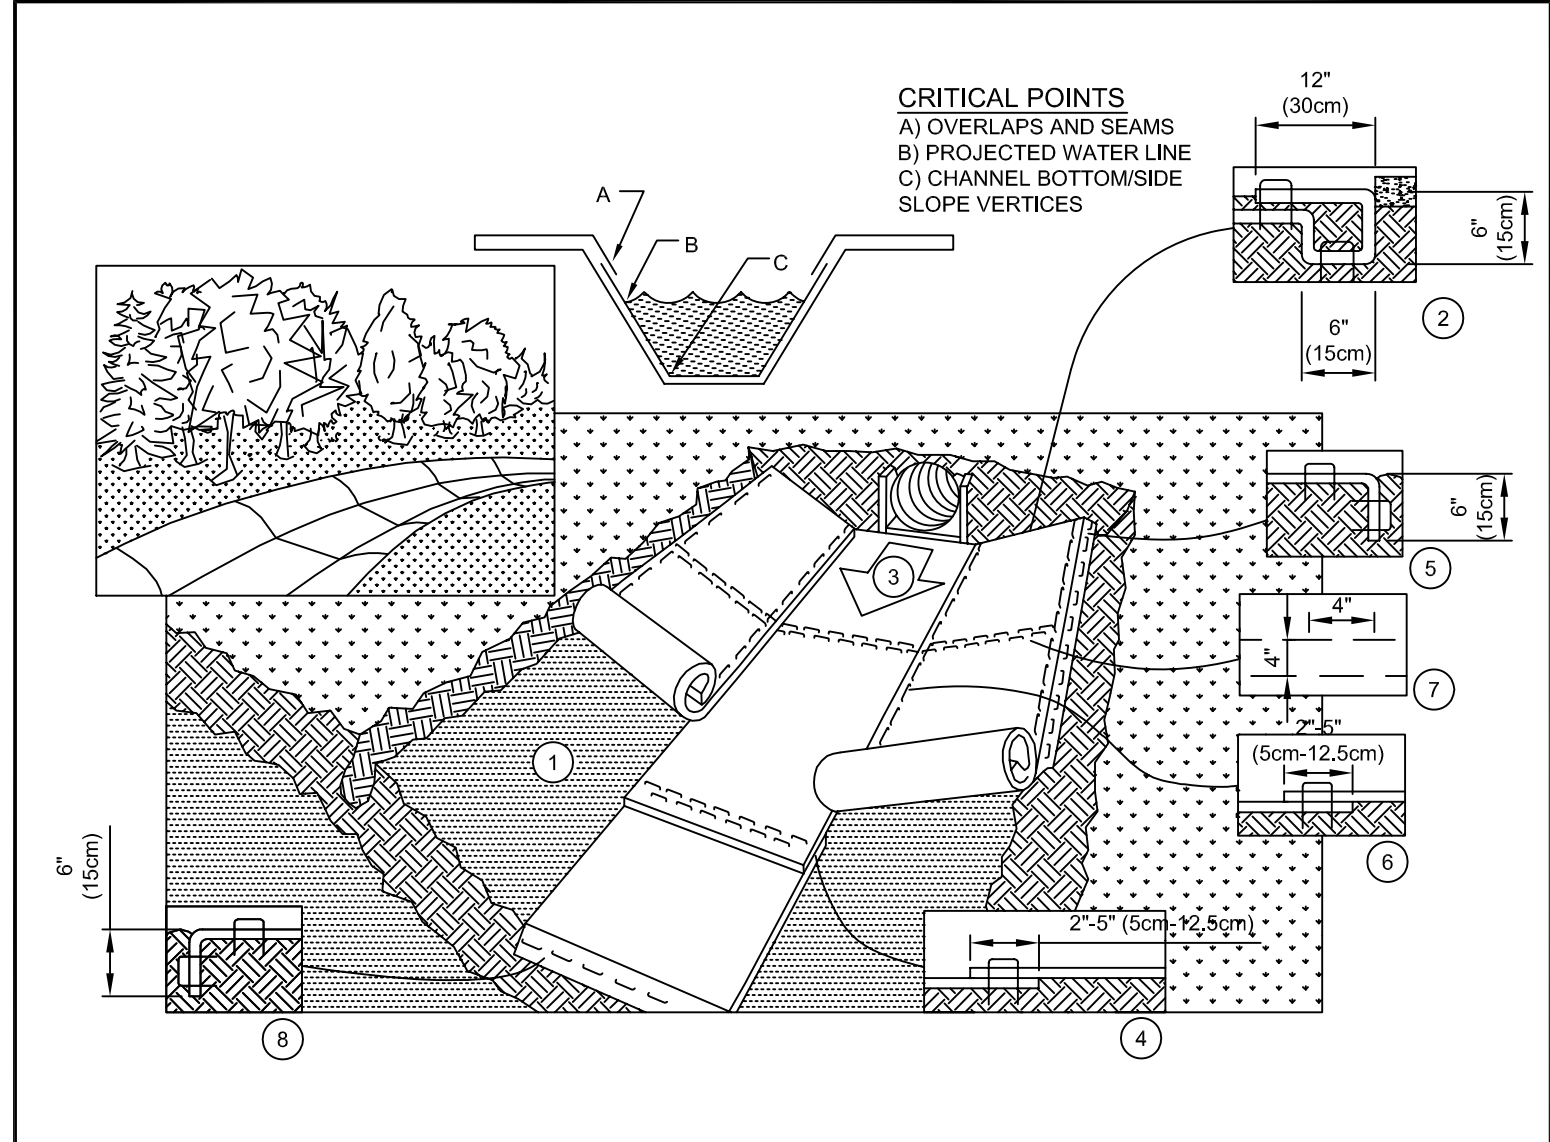 CRITICAL POINTS
A) OVERLAPS AND SEAMS
B) PROJECTED WATER LINE
C) CHANNEL BOTTOM/SIDE
SLOPE VERTICES
12"
(30cm)
6"
(15cm)
2
6"
(15cm)
A
B
C
6"
(15cm)
5
3
4"
4"
7
2"-5"
(5cm-12.5cm)
6
1
6"
(15cm)
8
2"-5" (5cm-12.5cm)
4